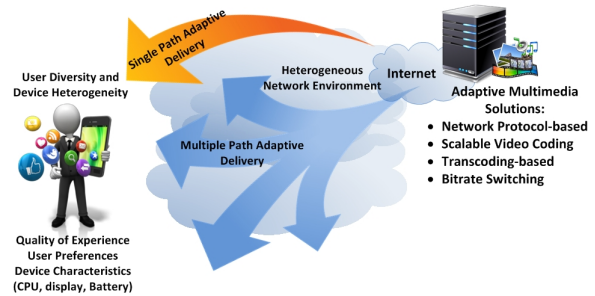 Single Path Adaptive
Delivery
User Diversity and
Device Heterogeneity
Heterogeneous
Network Environment
Internet
Multiple Path Adaptive
Delivery
Adaptive Multimedia
Solutions:
• Network Protocol-based
• Scalable Video Coding
• Transcoding-based
• Bitrate Switching
Quality of Experience
User Preferences
Device Characteristics
(CPU, display, Battery)